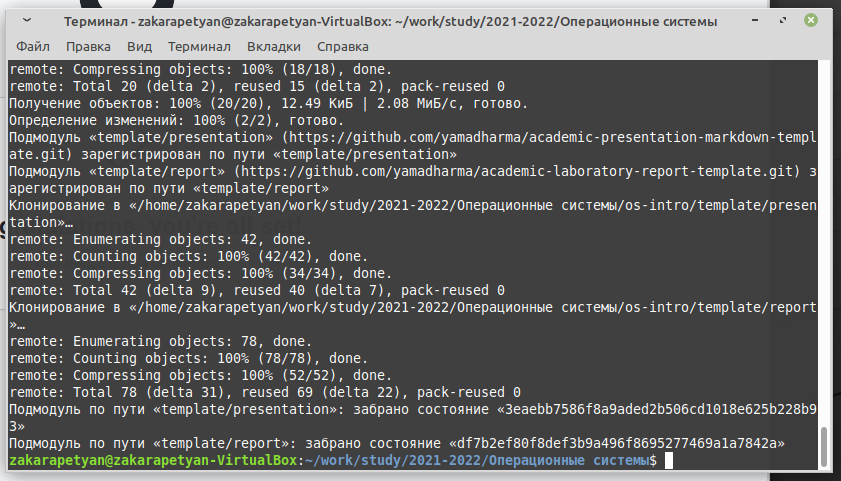 Терминал - zakarapetyan@zakarapetyan-VirtualBox: ~/work/study/2021-2022/Операционные системы
Файл Правка Вид Терминал Вкладки Справка
remote: Compressing objects: 100% (18/18), done.
remote: Total 20 (delta 2), reused 15 (delta 2), pack-reused 0
Получение объектов: 100% (20/20), 12.49 КиБ | 2.08 МиБ/с, готово.
Определение изменений: 100% (2/2), готово.
Подмодуль «template/presentation» (https://github.com/yamadharma/academic-presentation-markdown-templ
ate.git) зарегистрирован по пути «template/presentation»
Подмодуль «template/report» (https://github.com/yamadharma/academic-laboratory-report-template.git) з
арегистрирован по пути «template/report»
Клонирование в «/home/zakarapetyan/work/study/2021-2022/Операционные системы/os-intro/template/presen
tation»…
remote: Enumerating objects: 42, done.
remote: Counting objects: 100% (42/42), done.
remote: Compressing objects: 100% (34/34), done.
remote: Total 42 (delta 9), reused 40 (delta 7), pack-reused 0
Клонирование в «/home/zakarapetyan/work/study/2021-2022/Операционные системы/os-intro/template/report
»…
remote: Enumerating objects: 78, done.
remote: Counting objects: 100% (78/78), done.
remote: Compressing objects: 100% (52/52), done.
remote: Total 78 (delta 31), reused 69 (delta 22), pack-reused 0
Подмодуль по пути «template/presentation»: забрано состояние «3eaebb7586f8a9aded2b506cd1018e625b228b9
3»
Подмодуль по пути «template/report»: забрано состояние «df7b2ef80f8def3b9a496f8695277469a1a7842a»
zakarapetyan@zakarapetyan-VirtualBox:~/work/study/2021-2022/Операционные системы$